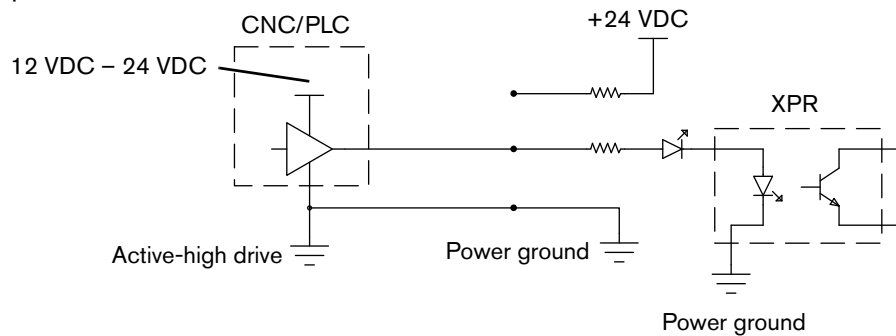 CNC/PLC
+24 VDC
12 VDC – 24 VDC
XPR
Active-high drive
Power ground
Power ground